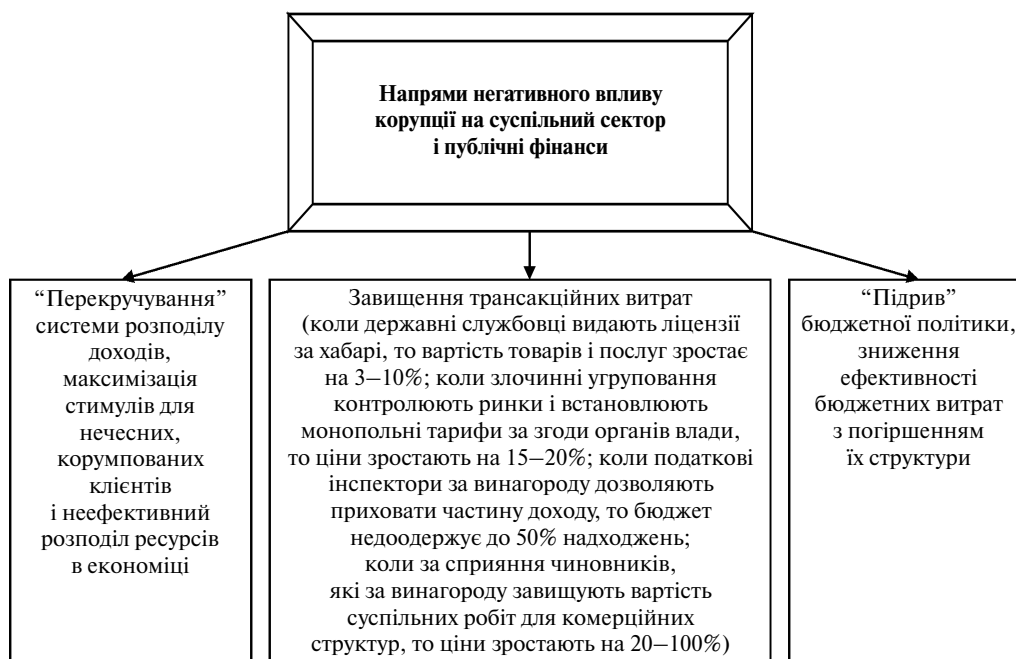 Напрями негативного впливу
корупції на суспільний сектор
і публічні фінанси
“Перекручування”
системи розподілу
доходів,
максимізація
стимулів для
нечесних,
корумпованих
клієнтів
і неефективний
розподіл ресурсів
в економіці
Завищення трансакційних витрат
(коли державні службовці видають ліцензії
за хабарі, то вартість товарів і послуг зростає
на 3–10%; коли злочинні угруповання
контролюють ринки і встановлюють
монопольні тарифи за згоди органів влади,
то ціни зростають на 15–20%; коли податкові
інспектори за винагороду дозволяють
приховати частину доходу, то бюджет
недоодержує до 50% надходжень;
коли за сприяння чиновників,
які за винагороду завищують вартість
суспільних робіт для комерційних
структур, то ціни зростають на 20–100%)
“Підрив”
бюджетної політики,
зниження
ефективності
бюджетних витрат
з погіршенням
їх структури